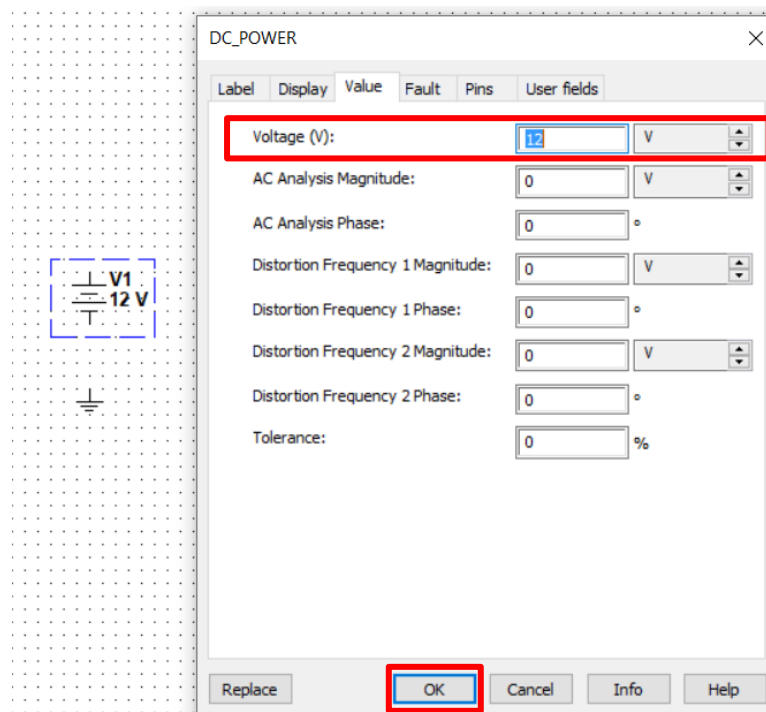 DC_POWER
Label Display Value Fault Pins User fields
Voltage (V): 12 V
AC Analysis Magnitude: 0 V
AC Analysis Phase: 0 °
Distortion Frequency 1 Magnitude: 0 V
V1
12 V
Distortion Frequency 1 Phase: 0 °
Distortion Frequency 2 Magnitude: 0 V
Distortion Frequency 2 Phase: 0 °
Tolerance: 0 %
Replace OK Cancel Info Help